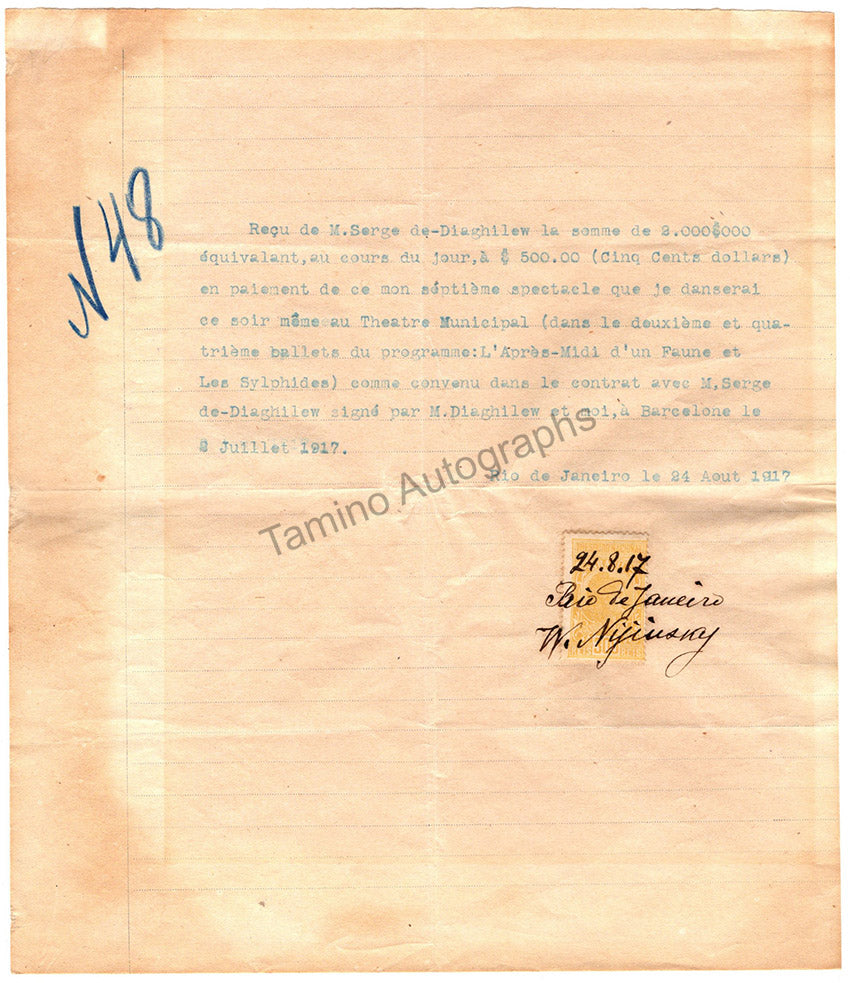 N 48
Reçu de M.Serge de-Diaghilew la somme de 2.000$000
équivalant,au cours du jour,à $ 500.00 (Cinq Cents dollars)
en paiement de ce mon séptième spectacle que je danserai
ce soir même au Theatre Municipal (dans le deuxième et qua-
trième ballets du programme:L'Après-Midi d'un Faune et
Les Sylphides) comme convenu dans le contrat avec M,Serge
de-Diaghilew signé par M.Diaghilew et moi,à Barcelone le
Juillet 1917.
Rio de Janeiro le 24 Aout 1917
Tamino Autographs
24.8.17
Rio de Janeiro
W. Nijinsky